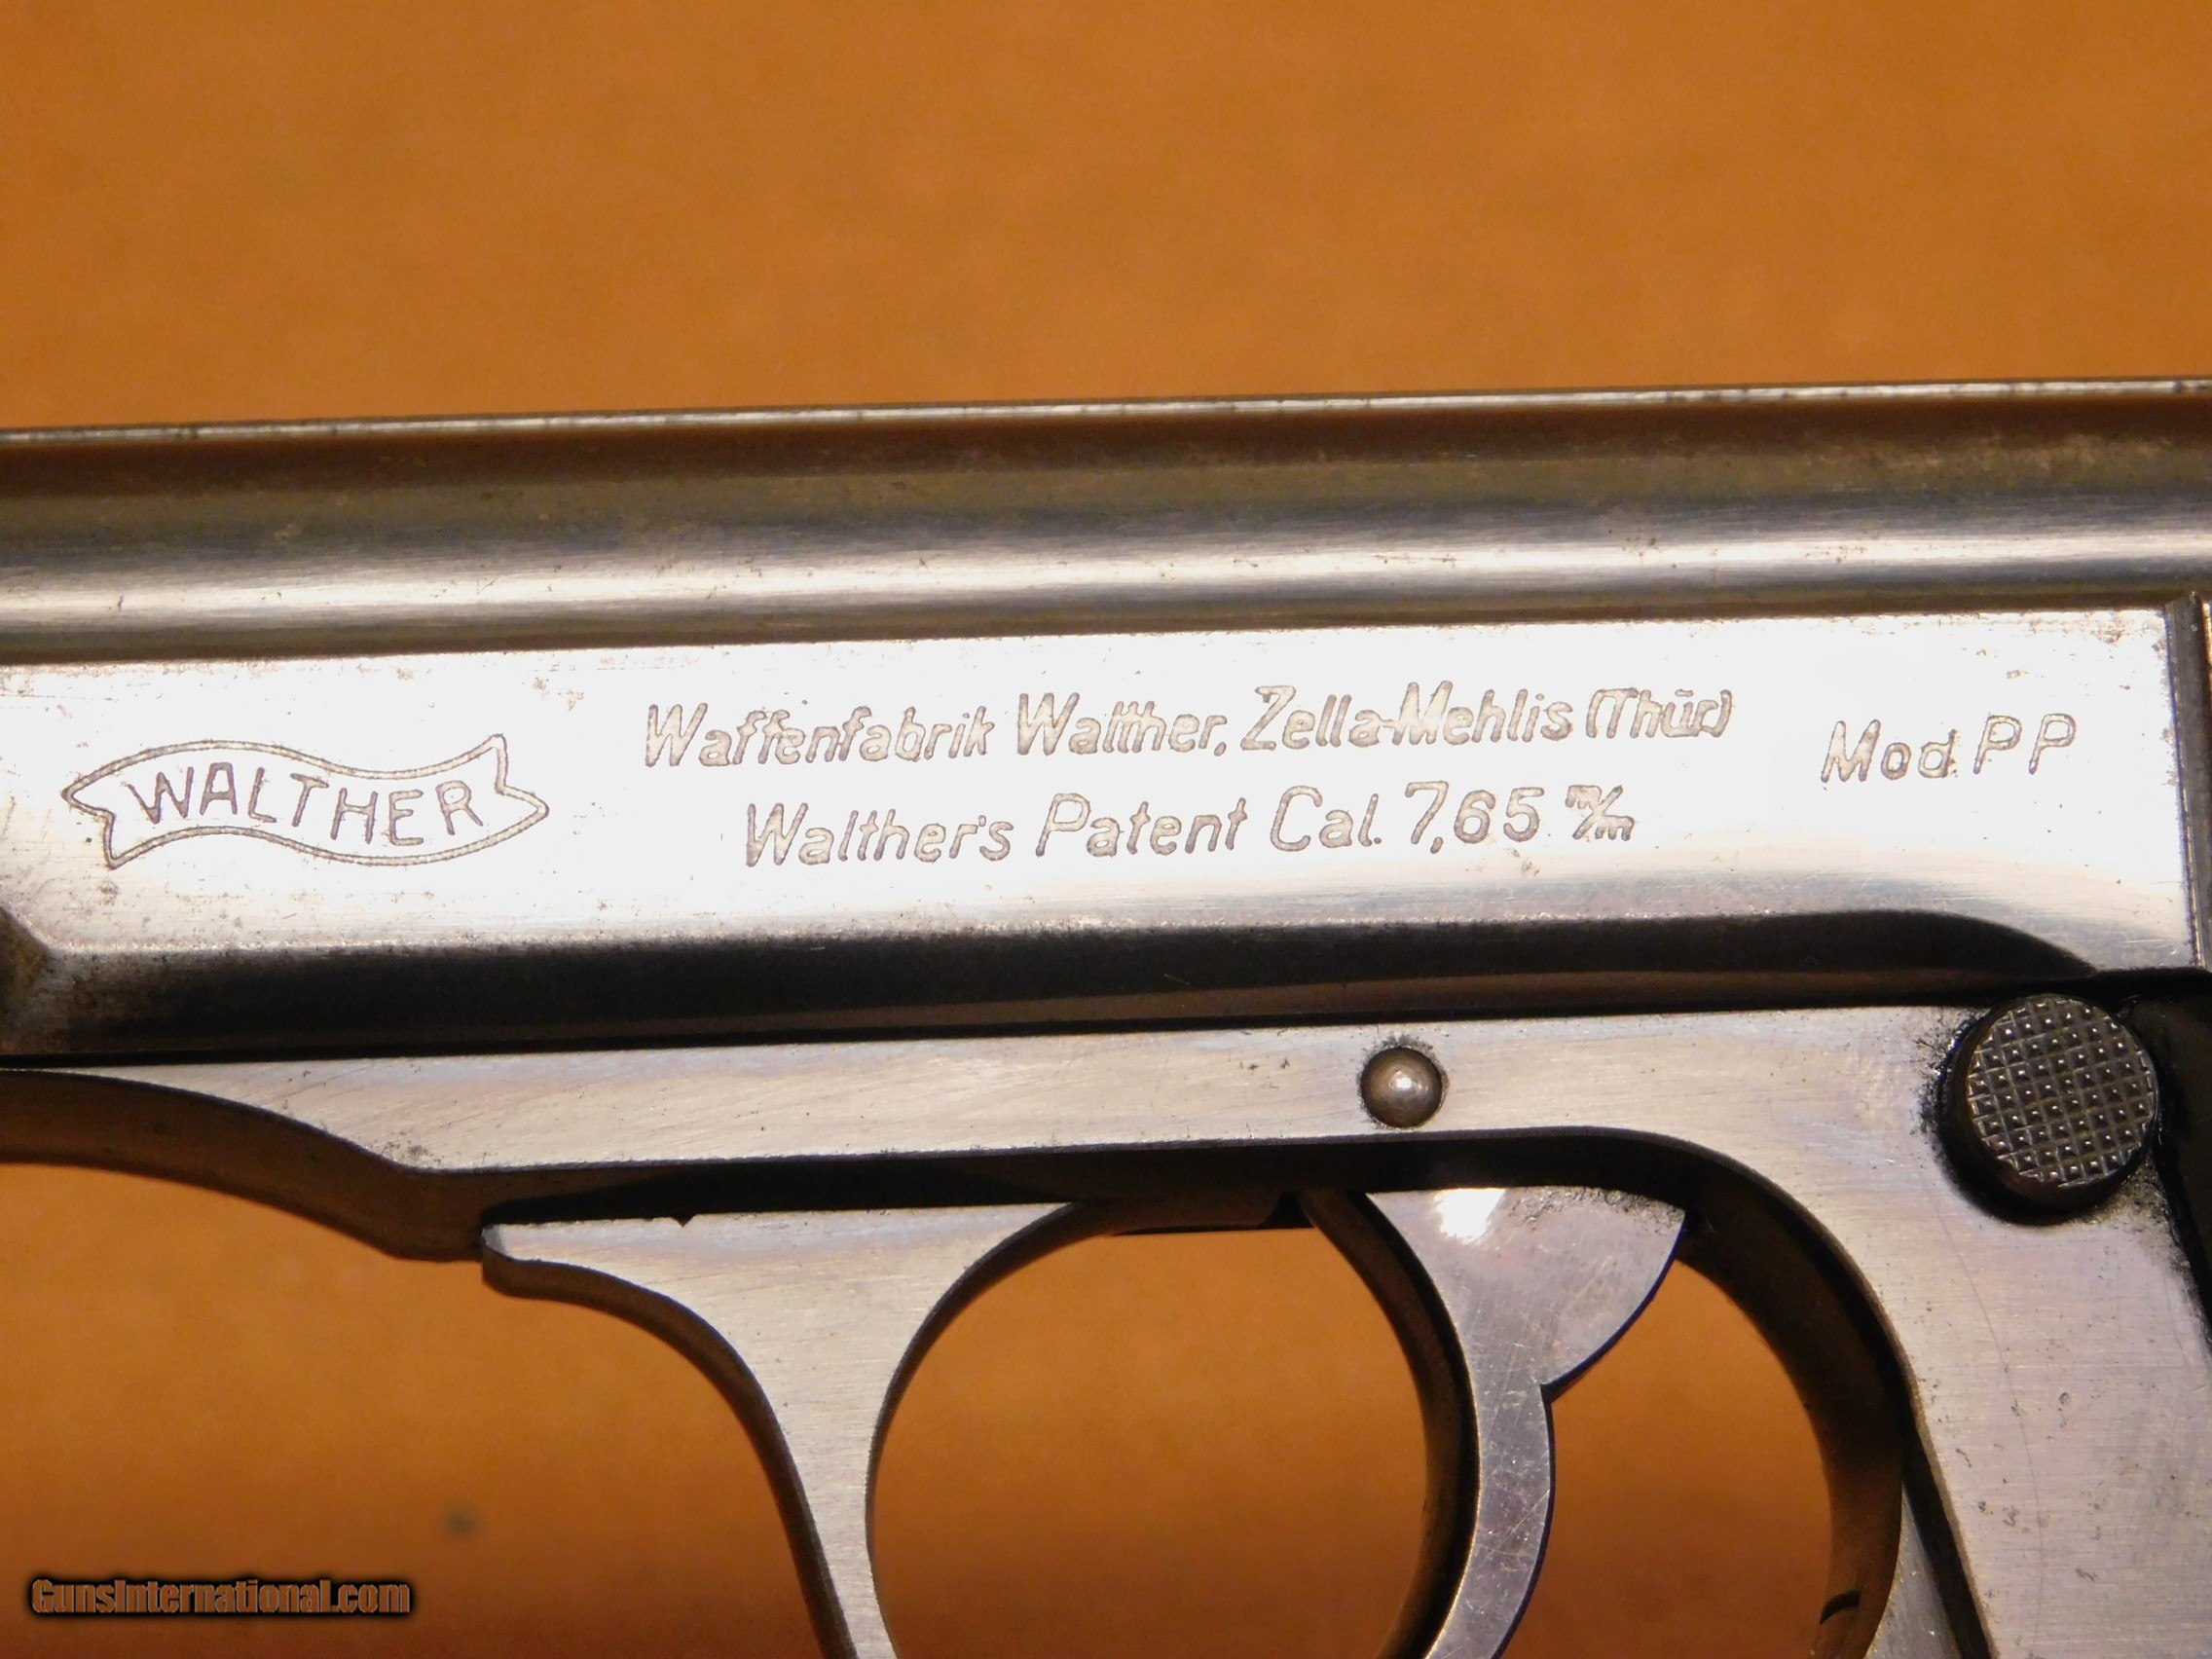 WALTHER
Waffenfabrik Walther, Zella-Mehlis (Thür.)
Walther's Patent Cal. 7,65 m/m
Mod. PP
GunsInternational.com